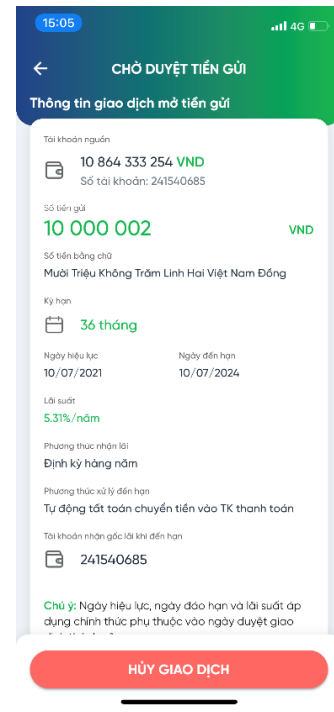 15:05
4G
CHỜ DUYỆT TIỀN GỬI
Thông tin giao dịch mở tiền gửi
Tài khoản nguồn
10 864 333 254 VND
Số tài khoản: 241540685
Số tiền gửi
10 000 002 VND
Số tiền bằng chữ
Mười Triệu Không Trăm Linh Hai Việt Nam Đồng
Kỳ hạn
36 tháng
Ngày hiệu lực Ngày đến hạn
10/07/2021 10/07/2024
Lãi suất
5.31%/năm
Phương thức nhận lãi
Định kỳ hàng năm
Phương thức xử lý đến hạn
Tự động tất toán chuyển tiền vào TK thanh toán
Tài khoản nhận gốc lãi khi đến hạn
241540685
Chú ý: Ngày hiệu lực, ngày đáo hạn và lãi suất áp
dụng chính thức phụ thuộc vào ngày duyệt giao
HỦY GIAO DỊCH